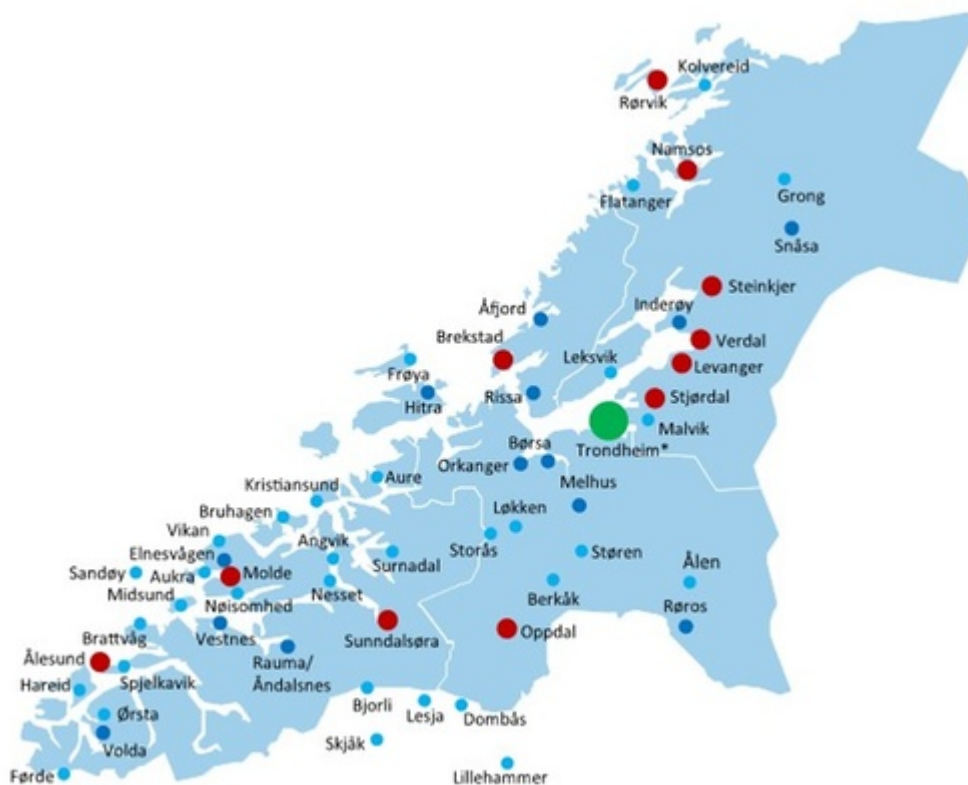 Kolvereid
Rørvik
Namsos
Flatanger
Grong
Snåsa
Steinkjer
Inderøy
Åfjord
Verdal
Brekstad
Leksvik
Levanger
Frøya
Hitra
Rissa
Stjørdal
Malvik
Trondheim*
Børsa
Orkanger
Melhus
Aure
Kristiansund
Bruhagen
Løkken
Vikan
Angvik
Storås
Støren
Elnesvågen
Surnadal
Sandøy
Aukra
Molde
Ålen
Midsund
Nøisomhed
Nesset
Berkåk
Røros
Brattvåg
Vestnes
Sunndalsøra
Oppdal
Ålesund
Rauma/
Åndalsnes
Hareid
Spjelkavik
Bjorli
Lesja
Dombås
Ørsta
Skjåk
Volda
Førde
Lillehammer